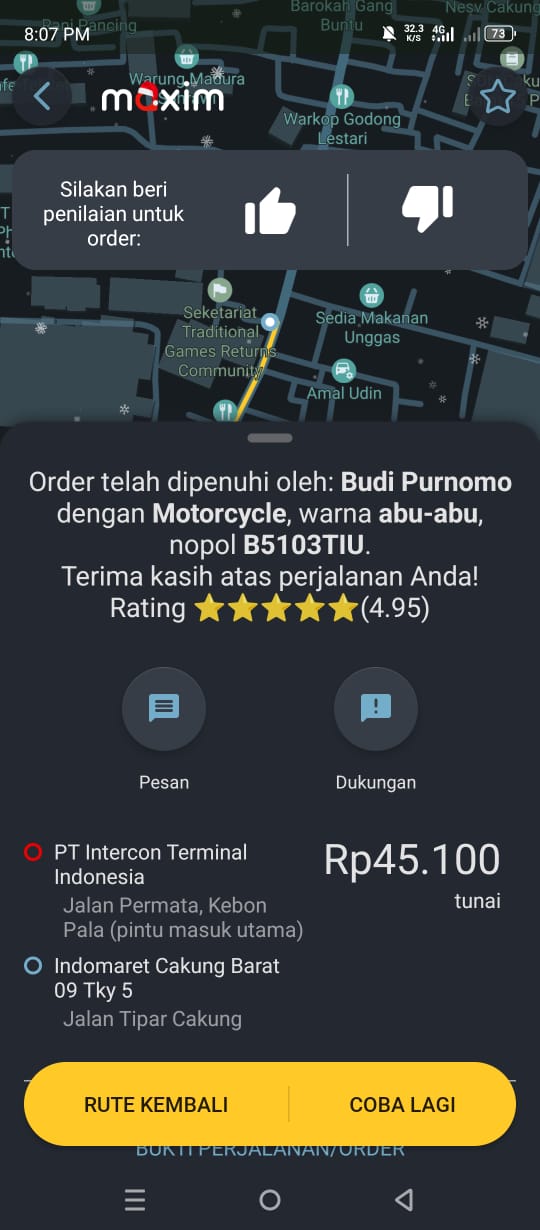 8:07 PM
32.3
K/S
4G
73
Barokah Gang
Buntu
Nesv Cakung
Pancing
Warung Madura
maxim
Warkop Godong
Lestari
Silakan beri
penilaian untuk
order:
Seketariat
Traditional
Games Returns
Community
Sedia Makanan
Unggas
Amal Udin
Order telah dipenuhi oleh: Budi Purnomo
dengan Motorcycle, warna abu-abu,
nopol B5103TIU.
Terima kasih atas perjalanan Anda!
Rating ⭐⭐⭐⭐⭐(4.95)
Pesan
Dukungan
PT Intercon Terminal
Indonesia
Rp45.100
tunai
Jalan Permata, Kebon
Pala (pintu masuk utama)
Indomaret Cakung Barat
09 Tky 5
Jalan Tipar Cakung
RUTE KEMBALI
COBA LAGI
BUKTI PERJALANAN/ORDER